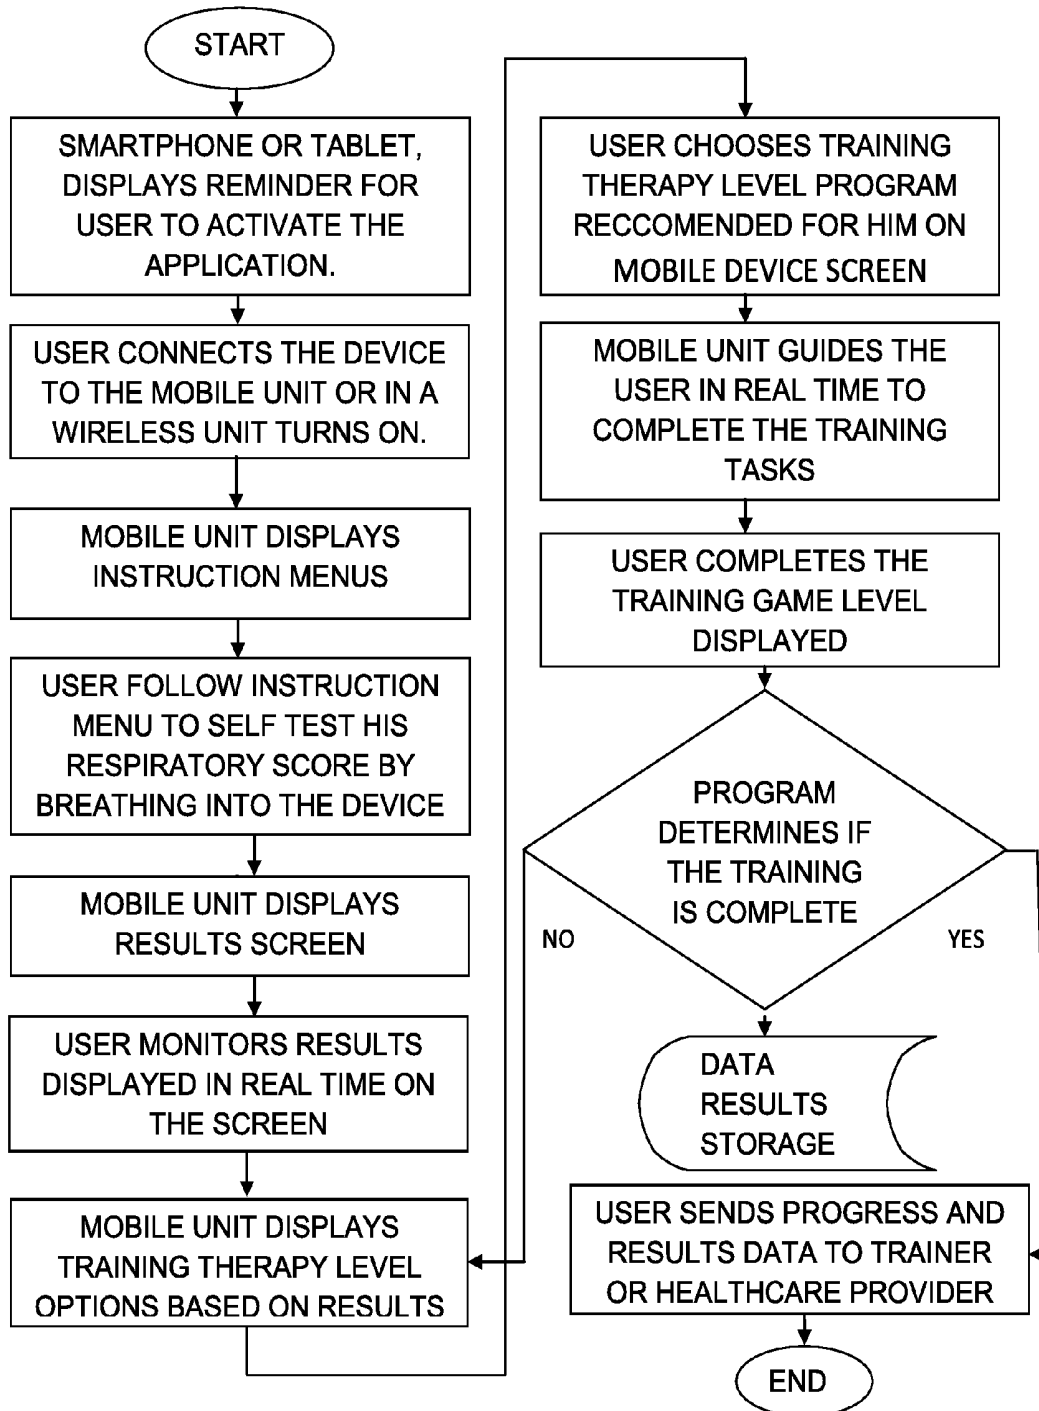 START
SMARTPHONE OR TABLET,
DISPLAYS REMINDER FOR
USER TO ACTIVATE THE
APPLICATION.
USER CONNECTS THE DEVICE
TO THE MOBILE UNIT OR IN A
WIRELESS UNIT TURNS ON.
MOBILE UNIT DISPLAYS
INSTRUCTION MENUS
USER FOLLOW INSTRUCTION
MENU TO SELF TEST HIS
RESPIRATORY SCORE BY
BREATHING INTO THE DEVICE
MOBILE UNIT DISPLAYS
RESULTS SCREEN
USER MONITORS RESULTS
DISPLAYED IN REAL TIME ON
THE SCREEN
MOBILE UNIT DISPLAYS
TRAINING THERAPY LEVEL
OPTIONS BASED ON RESULTS
USER CHOOSES TRAINING
THERAPY LEVEL PROGRAM
RECCOMENDED FOR HIM ON
MOBILE DEVICE SCREEN
MOBILE UNIT GUIDES THE
USER IN REAL TIME TO
COMPLETE THE TRAINING
TASKS
USER COMPLETES THE
TRAINING GAME LEVEL
DISPLAYED
PROGRAM
DETERMINES IF
THE TRAINING
IS COMPLETE
NO
YES
DATA
RESULTS
STORAGE
USER SENDS PROGRESS AND
RESULTS DATA TO TRAINER
OR HEALTHCARE PROVIDER
END